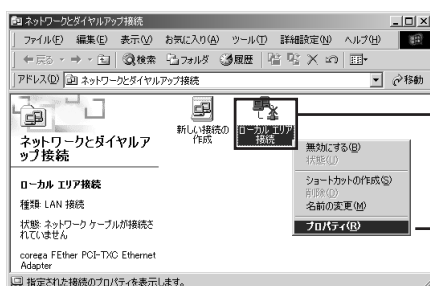 ネットワークとダイヤルアップ接続
ファイル(F) 編集(E) 表示(V) お気に入り(A) ツール(T) 詳細設定(N) ヘルプ(H)
戻る 検索 フォルダ 履歴
アドレス(D) ネットワークとダイヤルアップ接続 移動
ネットワークとダイヤルア
ップ接続
ローカル エリア接続
種類: LAN 接続
状態: ネットワーク ケーブルが接続さ
れていません
corega FEther PCI-TXC Ethernet
Adapter
新しい接続の
作成
ローカル エリア
接続
無効にする(B)
状態(U)
ショートカットの作成(S)
削除(D)
名前の変更(M)
プロパティ(R)
指定された接続のプロパティを表示します。